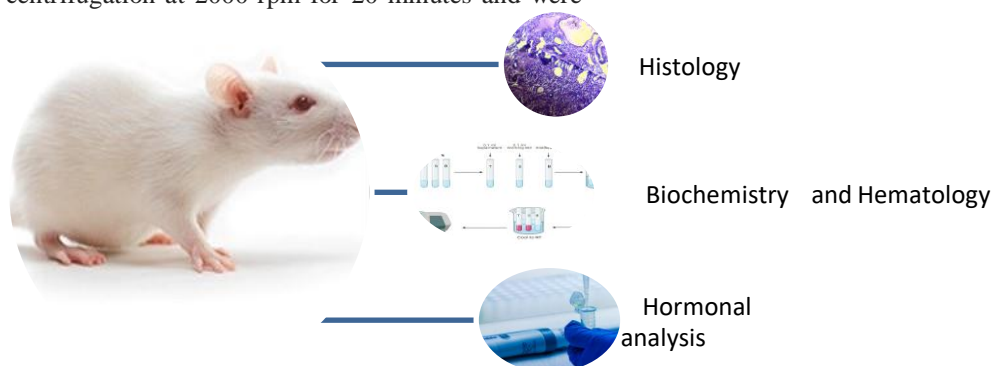 centrifugation at 2000 rpm for 20 minutes and were
Histology
Biochemistry and Hematology
Hormonal
analysis